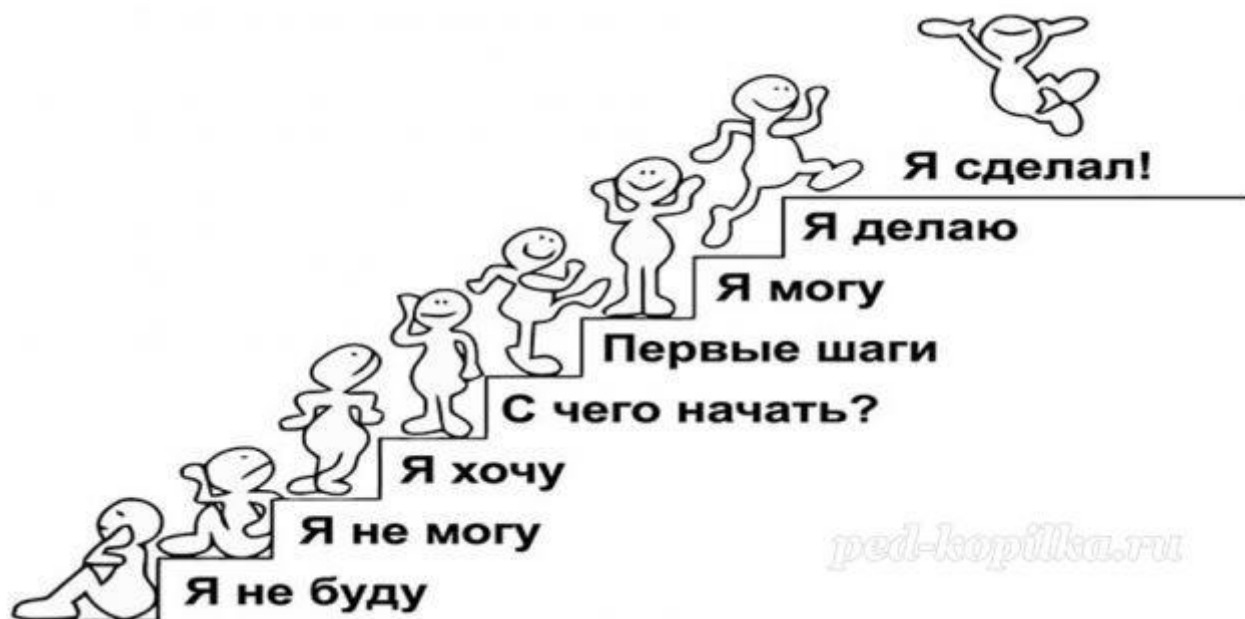 Я сделал!
Я делаю
Я могу
Первые шаги
С чего начать?
Я хочу
Я не могу
Я не буду
ped-kopilka.ru